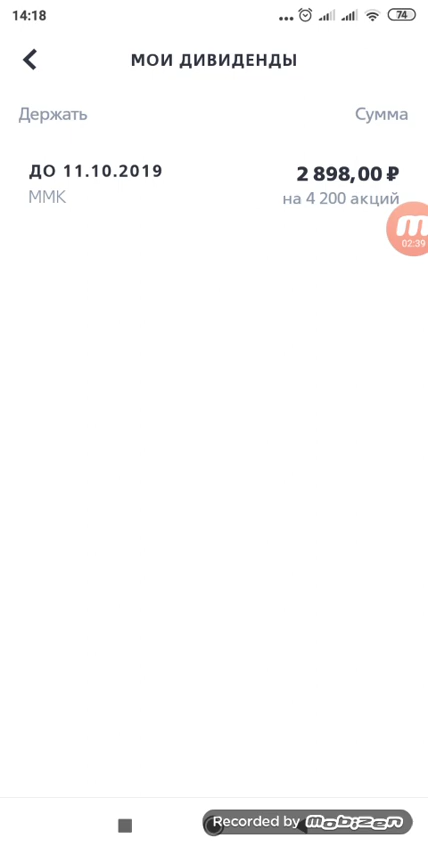 14:18
74
МОИ ДИВИДЕНДЫ
Держать Сумма
ДО 11.10.2019 2 898,00 ₽
ММК на 4 200 акций
m
02:39
Recorded by mobizen